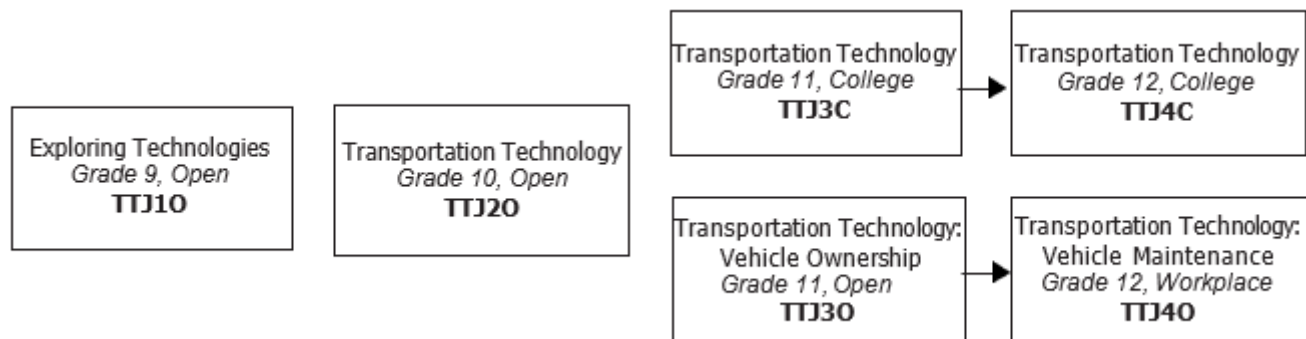 Exploring Technologies
Grade 9, Open
TTJ1O
Transportation Technology
Grade 10, Open
TTJ2O
Transportation Technology
Grade 11, College
TTJ3C
Transportation Technology
Grade 12, College
TTJ4C
Transportation Technology:
Vehicle Ownership
Grade 11, Open
TTJ3O
Transportation Technology:
Vehicle Maintenance
Grade 12, Workplace
TTJ4O